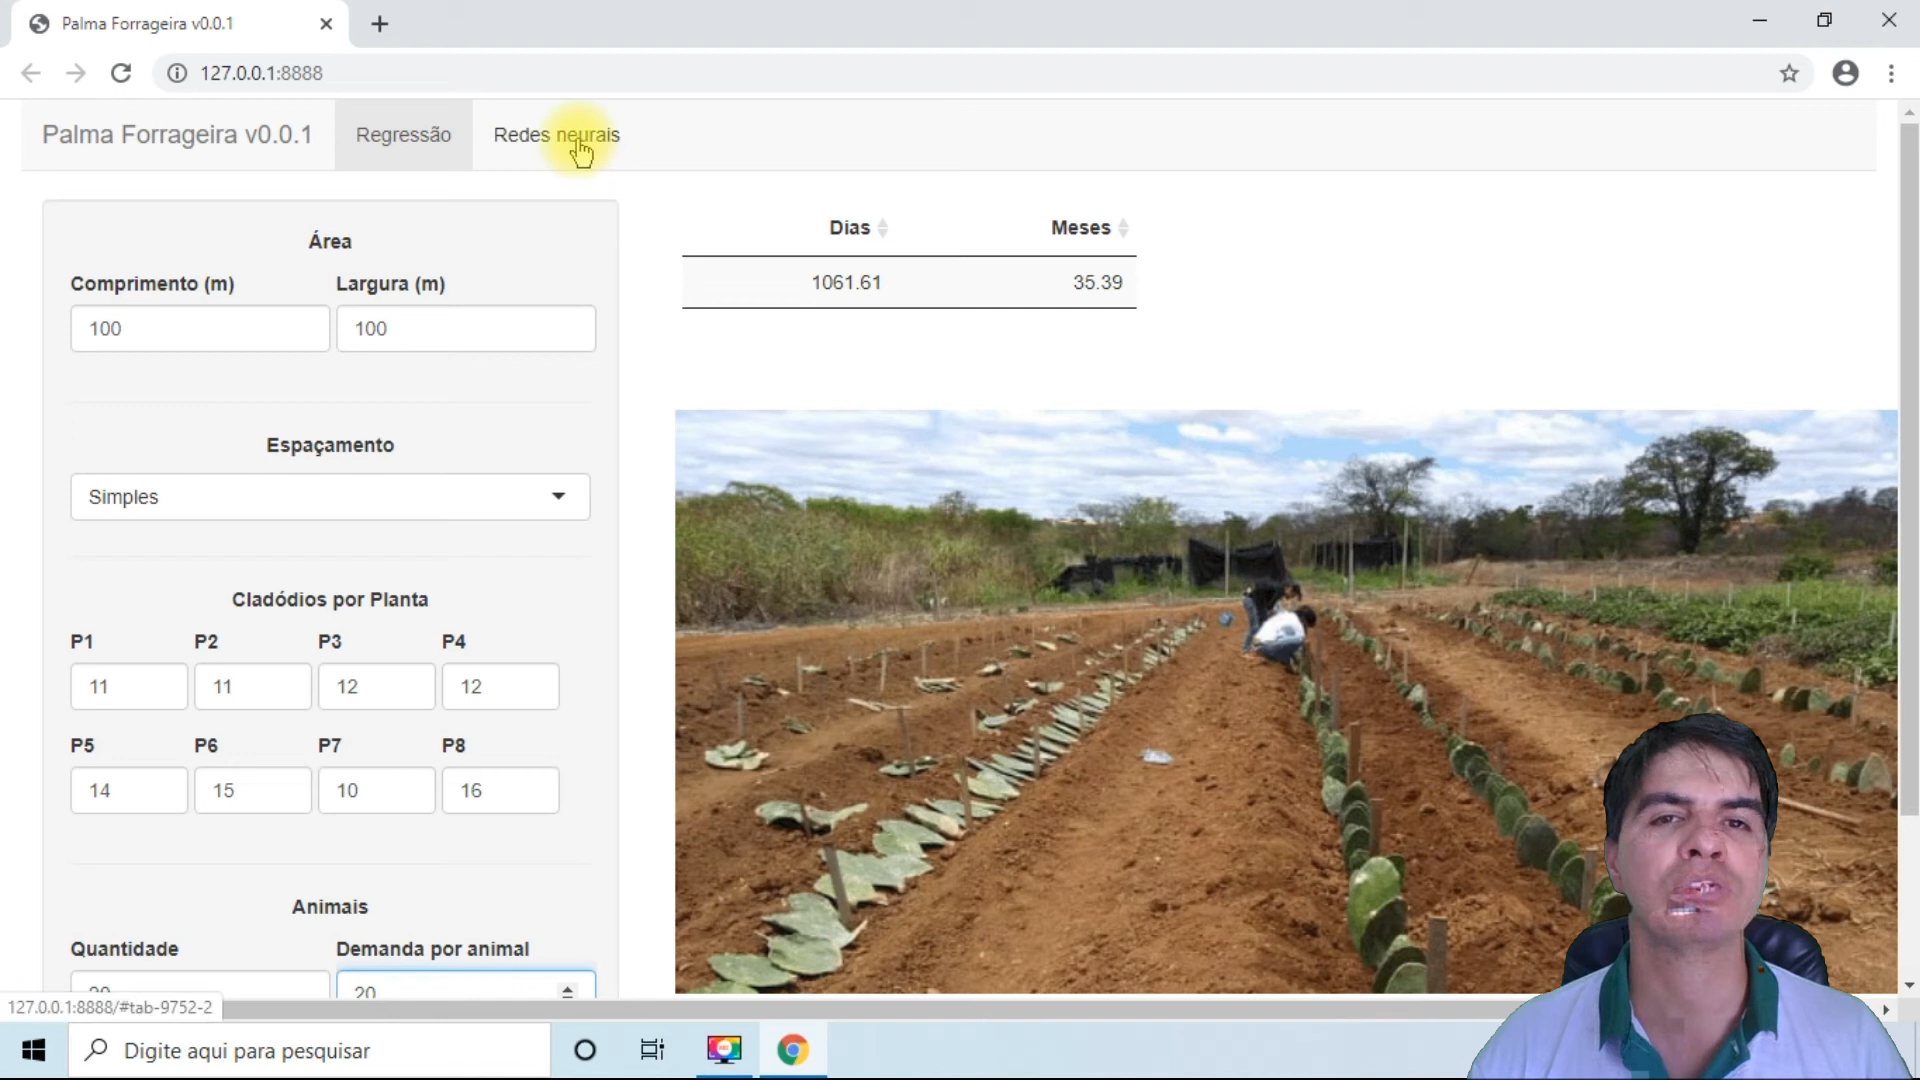 Palma Forrageira v0.0.1
127.0.0.1:8888
Palma Forrageira v0.0.1 Regressão Redes neurais
Área
Comprimento (m) Largura (m)
100 100
Espaçamento
Simples
Cladódios por Planta
P1 P2 P3 P4
11 11 12 12
P5 P6 P7 P8
14 15 10 16
Animais
Quantidade Demanda por animal
20 20
Dias Meses
1061.61 35.39
127.0.0.1:8888/#tab-9752-2
Digite aqui para pesquisar